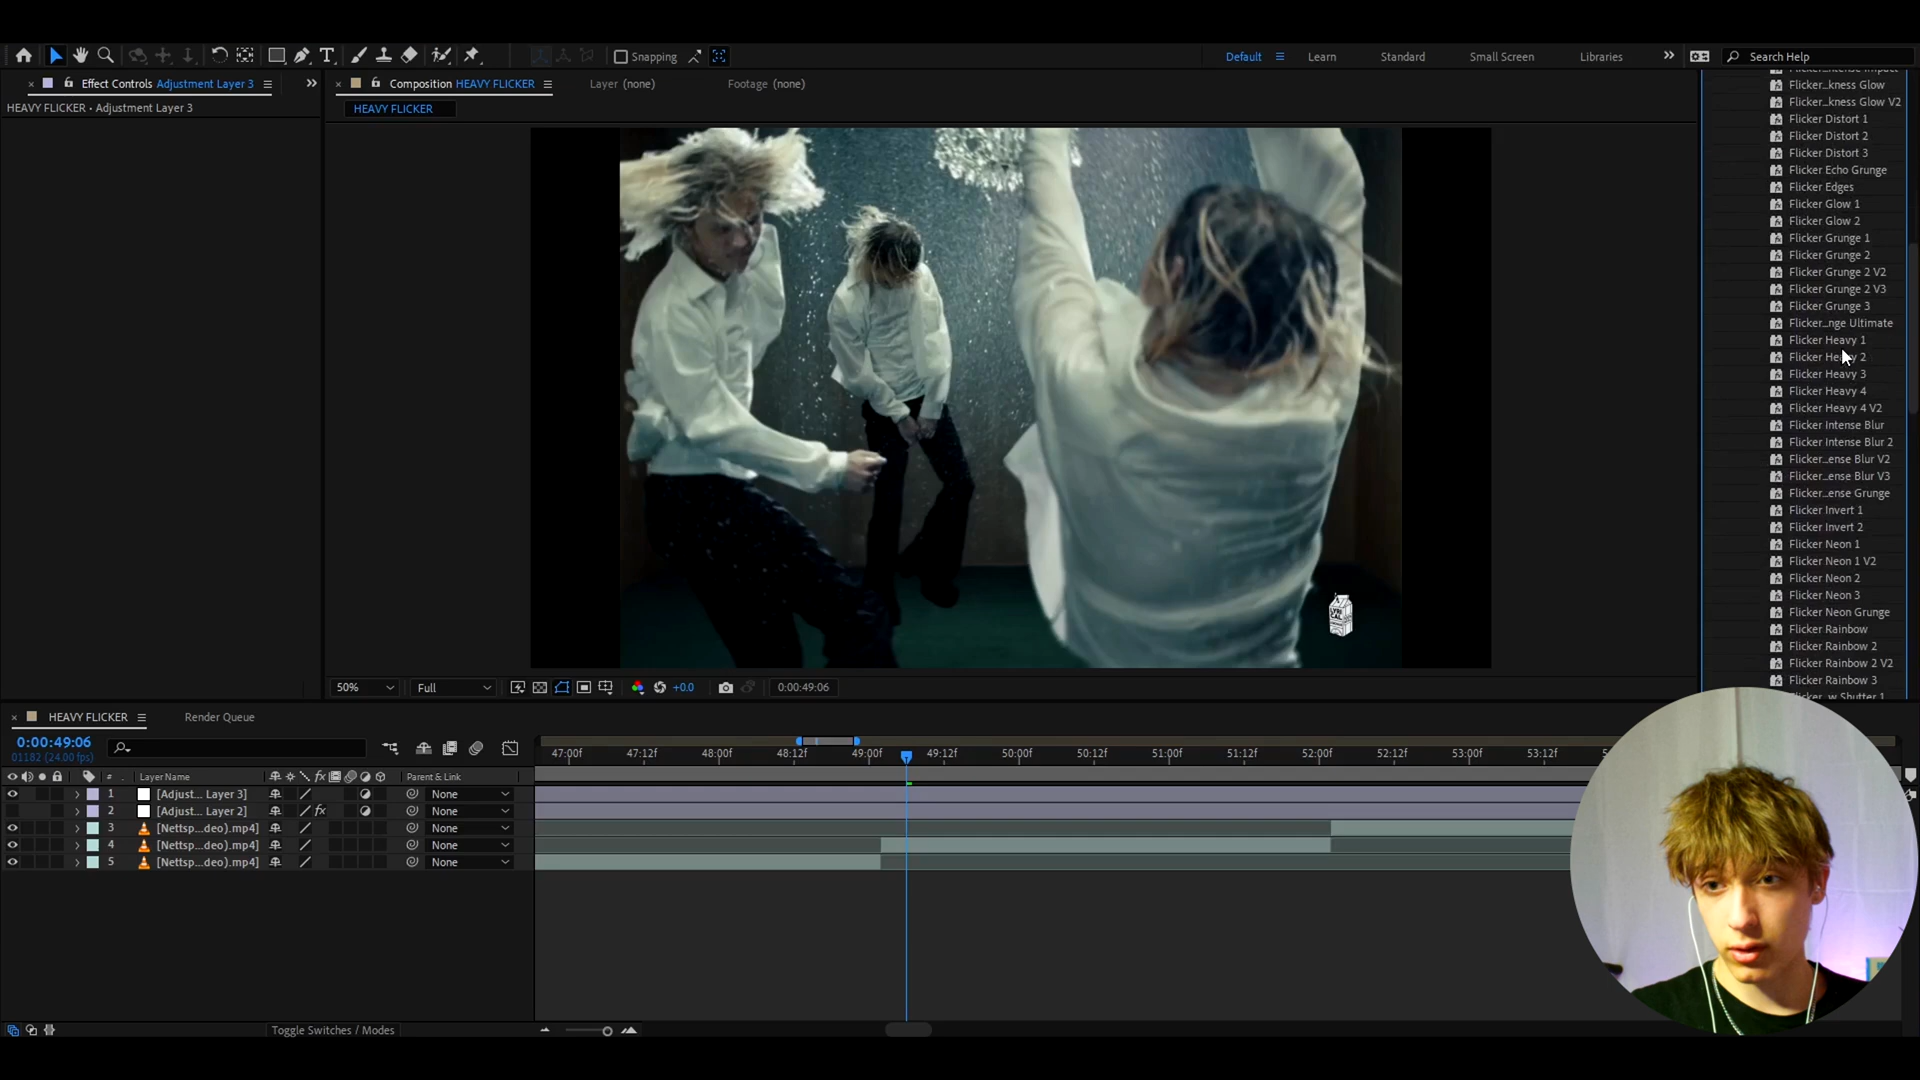 Snapping
Default
Learn
Standard
Small Screen
Libraries
Search Help
Effect Controls Adjustment Layer 3
Composition HEAVY FLICKER
Layer (none)
Footage (none)
HEAVY FLICKER • Adjustment Layer 3
HEAVY FLICKER
Flicker...kness Glow
Flicker...kness Glow V2
Flicker Distort 1
Flicker Distort 2
Flicker Distort 3
Flicker Echo Grunge
Flicker Edges
Flicker Glow 1
Flicker Glow 2
Flicker Grunge 1
Flicker Grunge 2
Flicker Grunge 2 V2
Flicker Grunge 2 V3
Flicker Grunge 3
Flicker...nge Ultimate
Flicker Heavy 1
Flicker Heavy 2
Flicker Heavy 3
Flicker Heavy 4
Flicker Heavy 4 V2
Flicker Intense Blur
Flicker Intense Blur 2
Flicker...ense Blur V2
Flicker...ense Blur V3
Flicker...ense Grunge
Flicker Invert 1
Flicker Invert 2
Flicker Neon 1
Flicker Neon 1 V2
Flicker Neon 2
Flicker Neon 3
Flicker Neon Grunge
Flicker Rainbow
Flicker Rainbow 2
Flicker Rainbow 2 V2
Flicker Rainbow 3
LYRI
CAL
50%
Full
+0.0
0:00:49:06
HEAVY FLICKER
Render Queue
0:00:49:06
01182 (24.00 fps)
47:00f 47:12f 48:00f 48:12f 49:00f 49:12f 50:00f 50:12f 51:00f 51:12f 52:00f 52:12f 53:00f 53:12f
# Layer Name
fx
Parent & Link
1 [Adjust... Layer 3] None
2 [Adjust... Layer 2] fx None
3 [Nettsp...deo).mp4] None
4 [Nettsp...deo).mp4] None
5 [Nettsp...deo).mp4] None
Toggle Switches / Modes